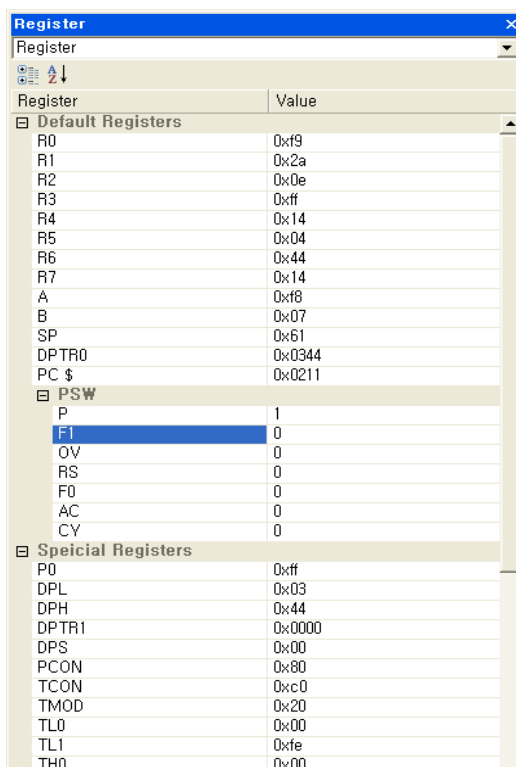 Register
Register
Register Value
Default Registers
R0 0xf9
R1 0x2a
R2 0x0e
R3 0xff
R4 0x14
R5 0x04
R6 0x44
R7 0x14
A 0xf8
B 0x07
SP 0x61
DPTR0 0x0344
PC $ 0x0211
PS₩
P 1
F1 0
OV 0
RS 0
F0 0
AC 0
CY 0
Speicial Registers
P0 0xff
DPL 0x03
DPH 0x44
DPTR1 0x0000
DPS 0x00
PCON 0x80
TCON 0xc0
TMOD 0x20
TL0 0x00
TL1 0xfe
TH0 0x00